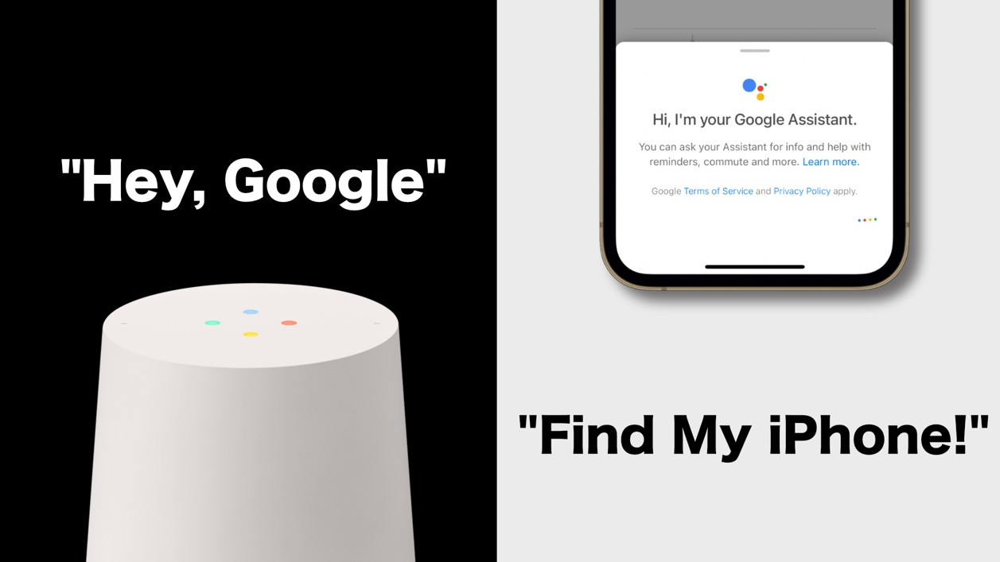 "Hey, Google"
Hi, I'm your Google Assistant.
You can ask your Assistant for info and help with
reminders, commute and more. Learn more.
Google Terms of Service and Privacy Policy apply.
"Find My iPhone!"